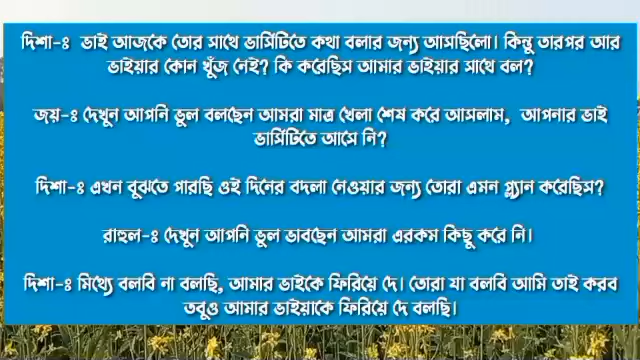 দিশা-ঃ ভাই আজকে তোর সাথে ভার্সিটিতে কথা বলার জন্য আসছিলো। কিন্তু তারপর আর
ভাইয়ার কোন খুঁজ নেই? কি করেছিস আমার ভাইয়ার সাথে বল?
জয়-ঃ দেখুন আপনি ভুল বলছেন আমরা মাত্র খেলা শেষ করে আসলাম, আপনার ভাই
ভার্সিটিতে আসে নি?
দিশা-ঃ এখন বুঝতে পারছি ওই দিনের বদলা নেওয়ার জন্য তোরা এমন প্ল্যান করেছিস?
রাহুল-ঃ দেখুন আপনি ভুল ভাবছেন আমরা এরকম কিছু করে নি।
দিশা-ঃ মিথ্যে বলবি না বলছি, আমার ভাইকে ফিরিয়ে দে। তোরা যা বলবি আমি তাই করব
তবুও আমার ভাইয়াকে ফিরিয়ে দে বলছি।